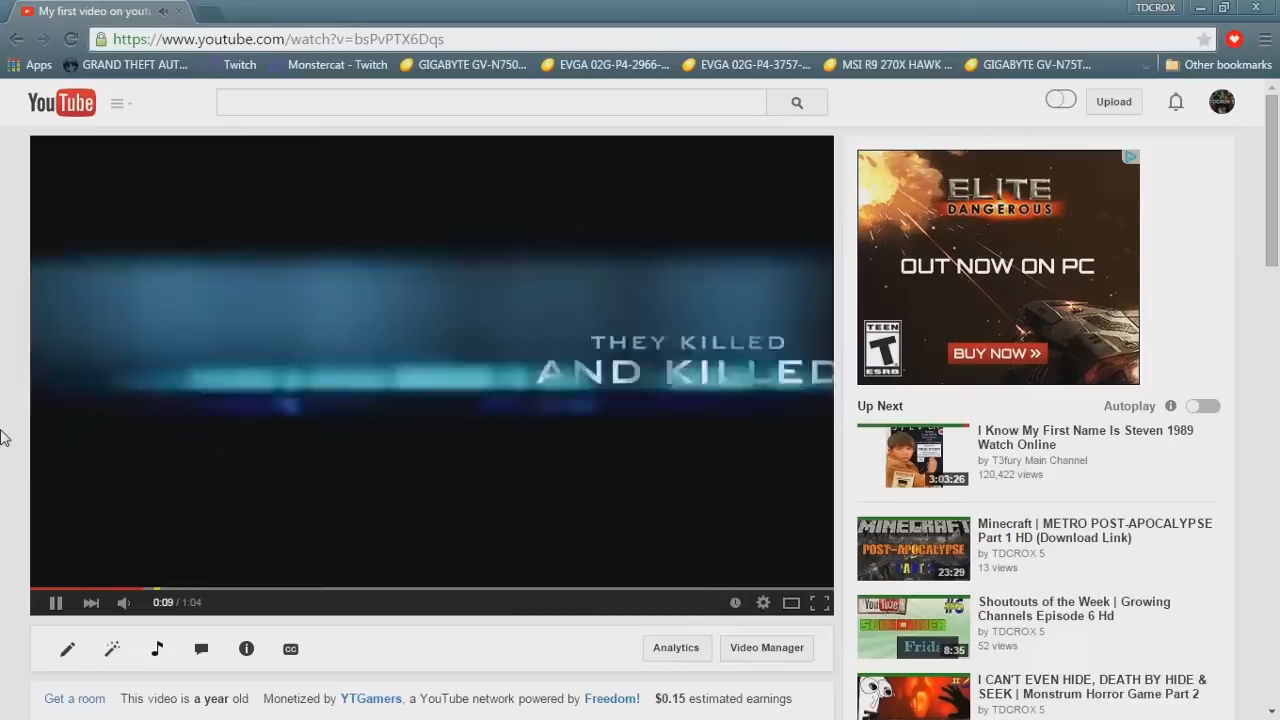 My first video on yout
TDCROX
https://www.youtube.com/watch?v=bsPvPTX6Dqs
Apps
GRAND THEFT AUT...
Twitch
Monstercat - Twitch
GIGABYTE GV-N750...
EVGA 02G-P4-2966-...
EVGA 02G-P4-3757-...
MSI R9 270X HAWK ...
GIGABYTE GV-N75T...
Other bookmarks
YouTube
Upload
THEY KILLED
AND KILLED
ELITE
DANGEROUS
OUT NOW ON PC
TEEN
T
ESRB
BUY NOW »
Up Next
Autoplay
I Know My First Name Is Steven 1989
Watch Online
by T3fury Main Channel
120,422 views
3:03:26
MINECRAFT
POST-APOCALYPSE
PART
23:29
Minecraft | METRO POST-APOCALYPSE
Part 1 HD (Download Link)
by TDCROX 5
13 views
YouTube
#6
8:35
Shoutouts of the Week | Growing
Channels Episode 6 Hd
by TDCROX 5
52 views
I CAN'T EVEN HIDE, DEATH BY HIDE &
SEEK | Monstrum Horror Game Part 2
by TDCROX 5
0:09 / 1:04
CC
Analytics
Video Manager
Get a room
This video is a year old
Monetized by YTGamers, a YouTube network powered by Freedom!
$0.15 estimated earnings